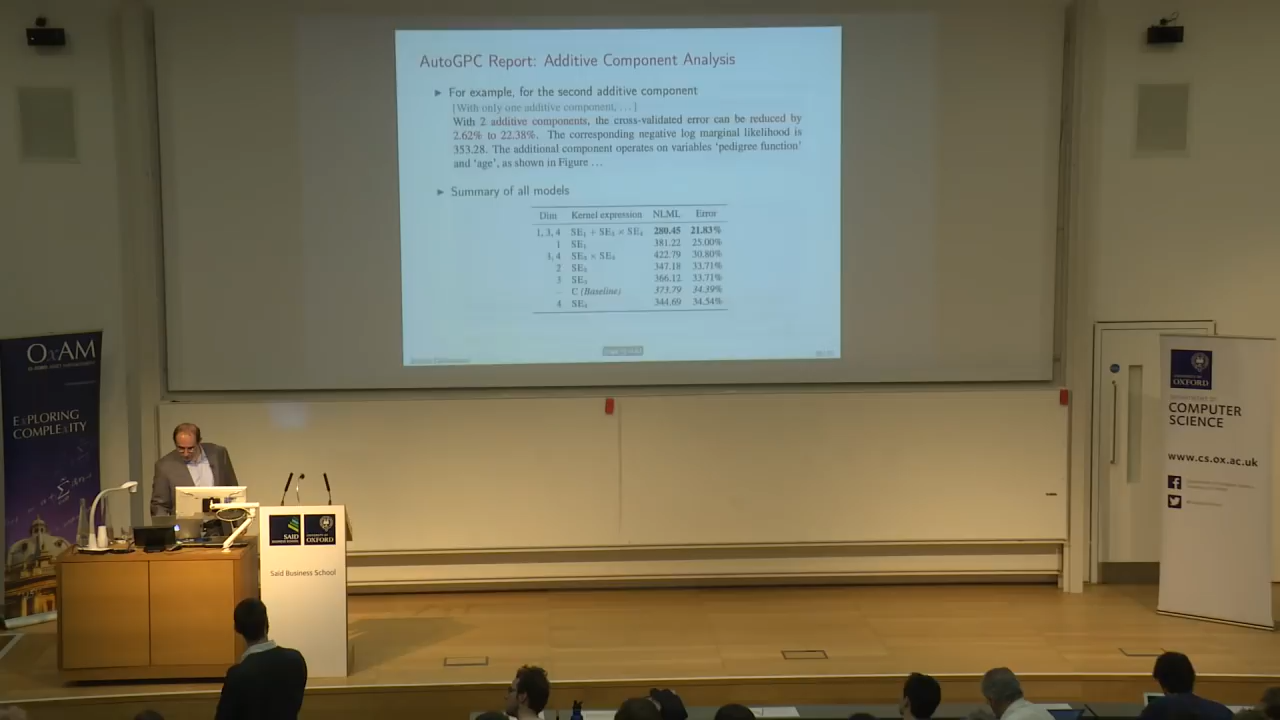 AutoGPC Report: Additive Component Analysis
► For example, for the second additive component
[With only one additive component, ...]
With 2 additive components, the cross-validated error can be reduced by
2.62% to 22.38%. The corresponding negative log marginal likelihood is
353.28. The additional component operates on variables 'pedigree function'
and 'age', as shown in Figure ...
► Summary of all models
Dim Kernel expression NLML Error
1, 3, 4 SE₁ + SE₃ × SE₄ 280.45 21.83%
1 SE₁ 381.22 25.00%
3, 4 SE₃ × SE₄ 422.79 30.80%
2 SE₂ 347.18 33.71%
3 SE₃ 366.12 33.71%
– C (Baseline) 373.79 34.39%
4 SE₄ 344.69 34.54%
OxAM
ExPLORING
COMPLExITY
SAID
BUSINESS SCHOOL
UNIVERSITY OF
OXFORD
Saïd Business School
UNIVERSITY OF
OXFORD
DEPARTMENT OF
COMPUTER
SCIENCE
www.cs.ox.ac.uk